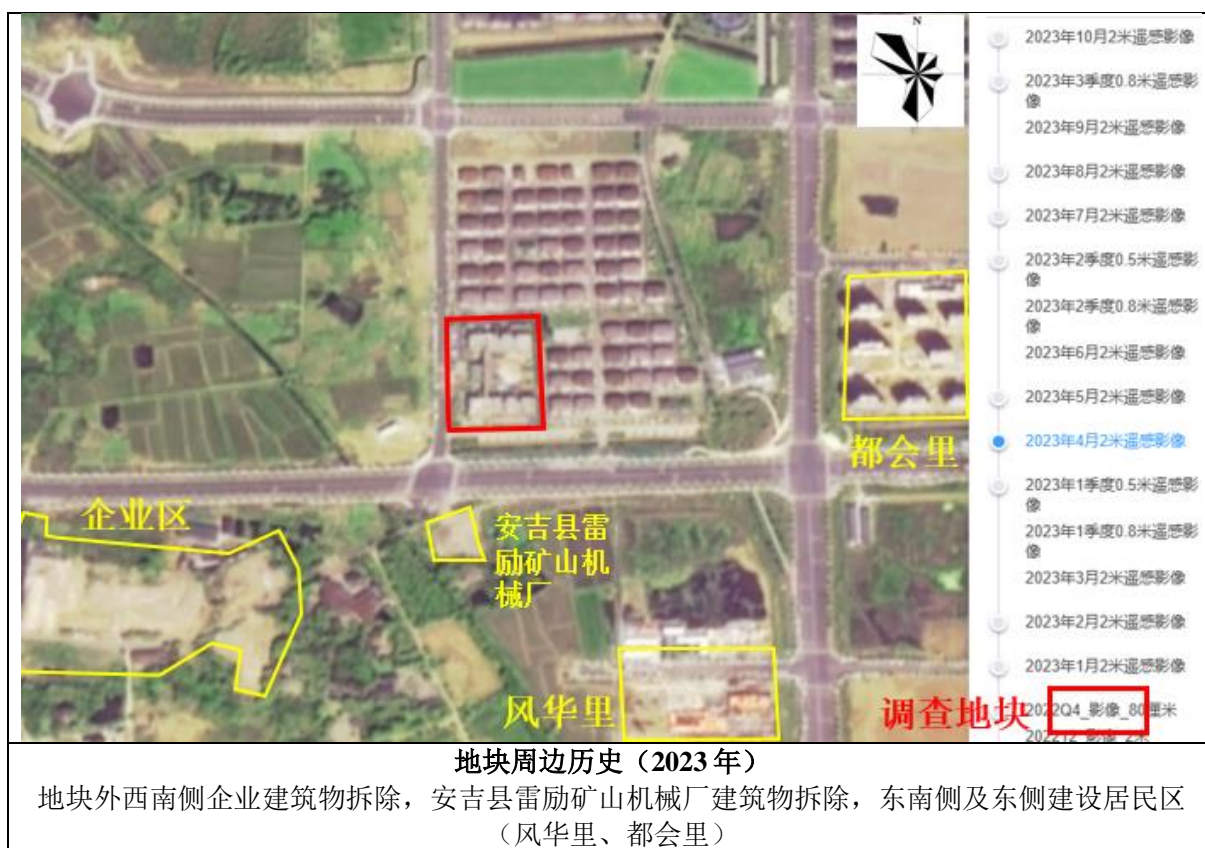 N
2023年10月2米遥感影像
2023年3季度0.8米遥感影
像
2023年9月2米遥感影像
2023年8月2米遥感影像
2023年7月2米遥感影像
2023年2季度0.5米遥感影
像
2023年2季度0.8米遥感影
像
2023年6月2米遥感影像
2023年5月2米遥感影像
2023年4月2米遥感影像
2023年1季度0.5米遥感影
像
2023年1季度0.8米遥感影
像
2023年3月2米遥感影像
2023年2月2米遥感影像
2023年1月2米遥感影像
2022Q4_影像_80厘米
都会里
企业区
安吉县雷
励矿山机
械厂
风华里
调查地块
地块周边历史（2023 年）
地块外西南侧企业建筑物拆除，安吉县雷励矿山机械厂建筑物拆除，东南侧及东侧建设居民区
（风华里、都会里）